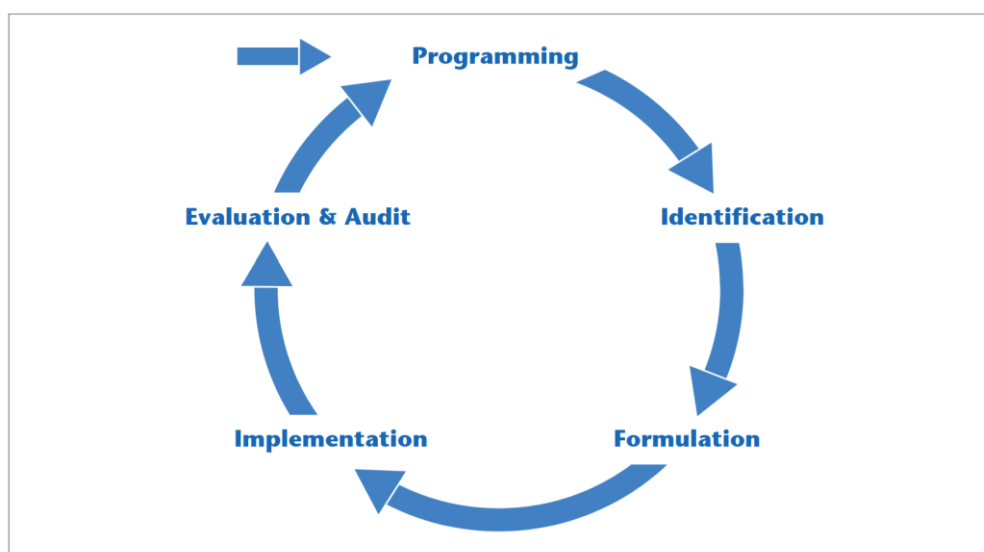 Programming
Evaluation & Audit
Identification
Implementation
Formulation